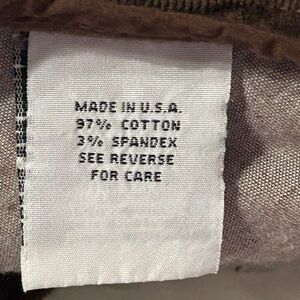 MADE IN U.S.A.
97% COTTON
3% SPANDEX
SEE REVERSE
FOR CARE